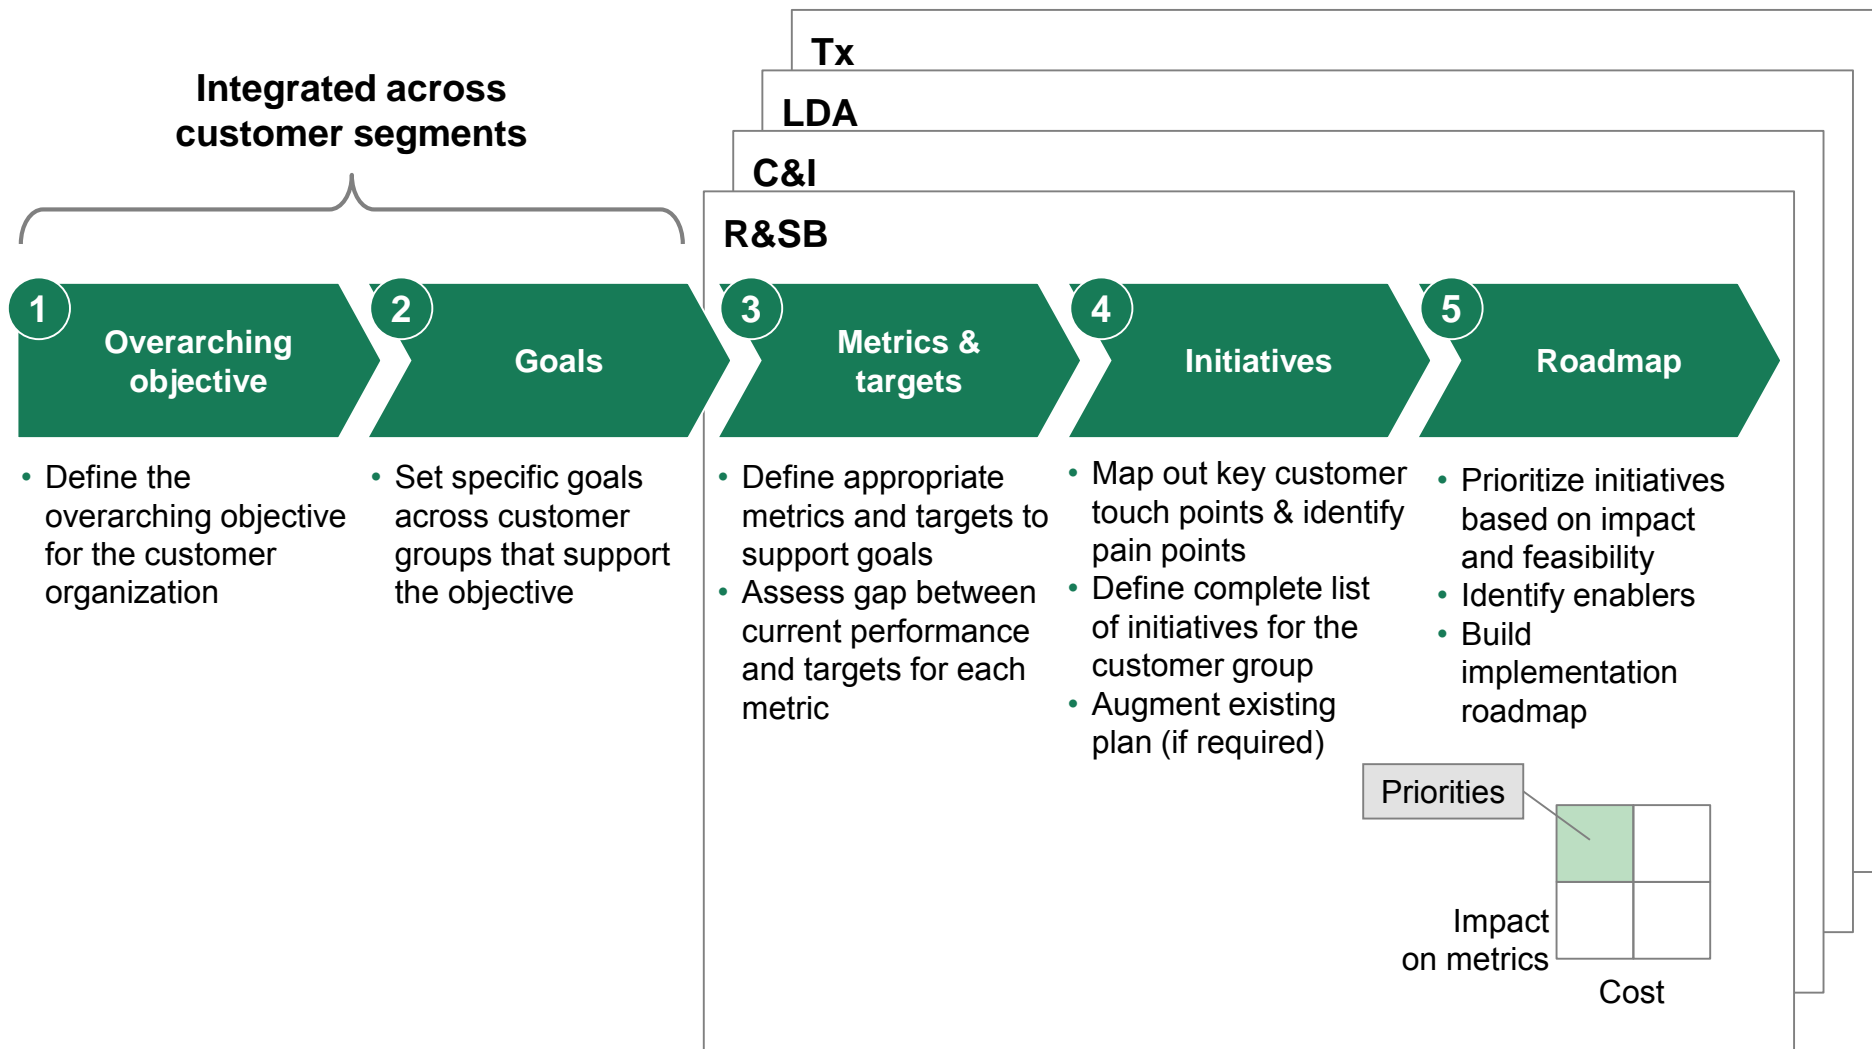 Integrated across
customer segments
Tx
LDA
C&I
R&SB
1
Overarching
objective
2
Goals
3
Metrics &
targets
4
Initiatives
5
Roadmap
• Define the
overarching objective
for the customer
organization
• Set specific goals
across customer
groups that support
the objective
• Define appropriate
metrics and targets to
support goals
• Assess gap between
current performance
and targets for each
metric
• Map out key customer
touch points & identify
pain points
• Define complete list
of initiatives for the
customer group
• Augment existing
plan (if required)
• Prioritize initiatives
based on impact
and feasibility
• Identify enablers
• Build
implementation
roadmap
Priorities
Impact
on metrics
Cost